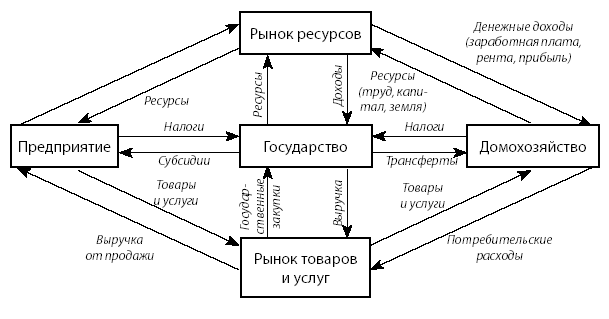 Рынок ресурсов
Денежные доходы
(заработная плата,
рента, прибыль)
Ресурсы
Ресурсы
Доходы
Ресурсы
(труд, капи-
тал, земля)
Предприятие
Налоги
Субсидии
Государство
Налоги
Трансферты
Домохозяйство
Товары
и услуги
Государ-
ственные
закупки
Выручка
Товары
и услуги
Выручка
от продажи
Рынок товаров
и услуг
Потребительские
расходы